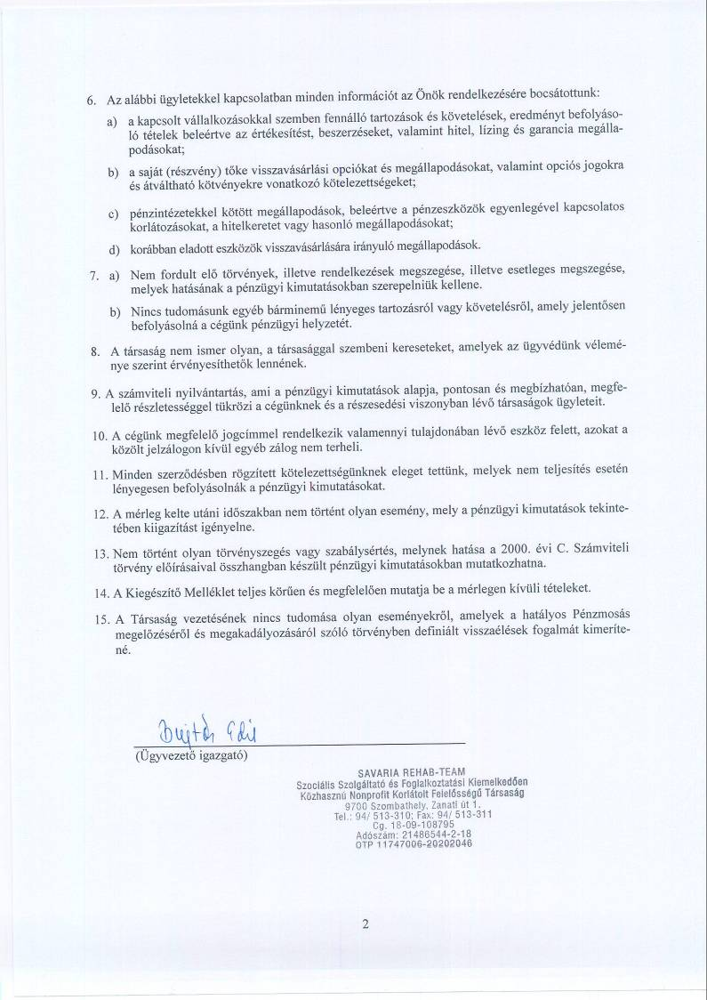 6. Az alábbi ügyletekkel kapcsolatban minden információt az Önök rendelkezésére bocsátottunk:
a) a kapcsolt vállalkozásokkal szemben fennálló tartozások és követelések, eredményt befolyáso-
ló tételek beleértve az értékesítést, beszerzéseket, valamint hitel, lízing és garancia megálla-
podásokat;
b) a saját (részvény) tőke visszavásárlási opciókat és megállapodásokat, valamint opciós jogokra
és átváltható kötvényekre vonatkozó kötelezettségeket;
c) pénzintézetekkel kötött megállapodások, beleértve a pénzeszközök egyenlegével kapcsolatos
korlátozásokat, a hitelkeretet vagy hasonló megállapodásokat;
d) korábban eladott eszközök visszavásárlására irányuló megállapodások.
7. a) Nem fordult elő törvények, illetve rendelkezések megszegése, illetve esetleges megszegése,
melyek hatásának a pénzügyi kimutatásokban szerepelniük kellene.
b) Nincs tudomásunk egyéb bárminemű lényeges tartozásról vagy követelésről, amely jelentősen
befolyásolná a cégünk pénzügyi helyzetét.
8. A társaság nem ismer olyan, a társasággal szembeni kereseteket, amelyek az ügyvédünk vélemé-
nye szerint érvényesíthetők lennének.
9. A számviteli nyilvántartás, ami a pénzügyi kimutatások alapja, pontosan és megbízhatóan, megfe-
lelő részletességgel tükrözi a cégünknek és a részesedési viszonyban lévő társaságok ügyleteit.
10. A cégünk megfelelő jogcímmel rendelkezik valamennyi tulajdonában lévő eszköz felett, azokat a
közölt jelzálogon kívül egyéb zálog nem terheli.
11. Minden szerződésben rögzített kötelezettségünknek eleget tettünk, melyek nem teljesítés esetén
lényegesen befolyásolnák a pénzügyi kimutatásokat.
12. A mérleg kelte utáni időszakban nem történt olyan esemény, mely a pénzügyi kimutatások tekinte-
tében kiigazítást igényelne.
13. Nem történt olyan törvényszegés vagy szabálysértés, melynek hatása a 2000. évi C. Számviteli
törvény előírásaival összhangban készült pénzügyi kimutatásokban mutatkozhatna.
14. A Kiegészítő Melléklet teljes körűen és megfelelően mutatja be a mérlegen kívüli tételeket.
15. A Társaság vezetésének nincs tudomása olyan eseményekről, amelyek a hatályos Pénzmosás
megelőzéséről és megakadályozásáról szóló törvényben definiált visszaélések fogalmát kimeríte-
né.
(Ügyvezető igazgató)
SAVARIA REHAB-TEAM
Szociális Szolgáltató és Foglalkoztatási Kiemelkedően
Közhasznú Nonprofit Korlátolt Felelősségű Társaság
9700 Szombathely, Zanati út 1.
Tel.: 94/ 513-310; Fax: 94/ 513-311
Cg. 18-09-108795
Adószám: 21486544-2-18
OTP 11747006-20202046
2